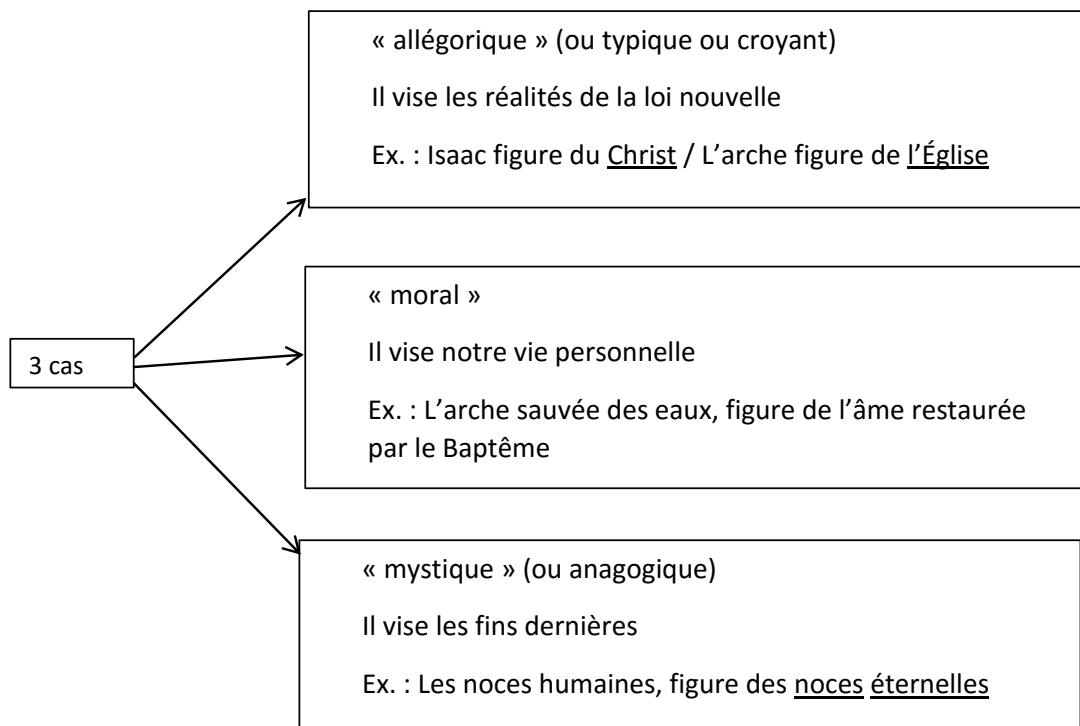 « allégorique » (ou typique ou croyant)
Il vise les réalités de la loi nouvelle
Ex. : Isaac figure du Christ / L’arche figure de l’Église
« moral »
Il vise notre vie personnelle
Ex. : L’arche sauvée des eaux, figure de l’âme restaurée
par le Baptême
3 cas
« mystique » (ou anagogique)
Il vise les fins dernières
Ex. : Les noces humaines, figure des noces éternelles